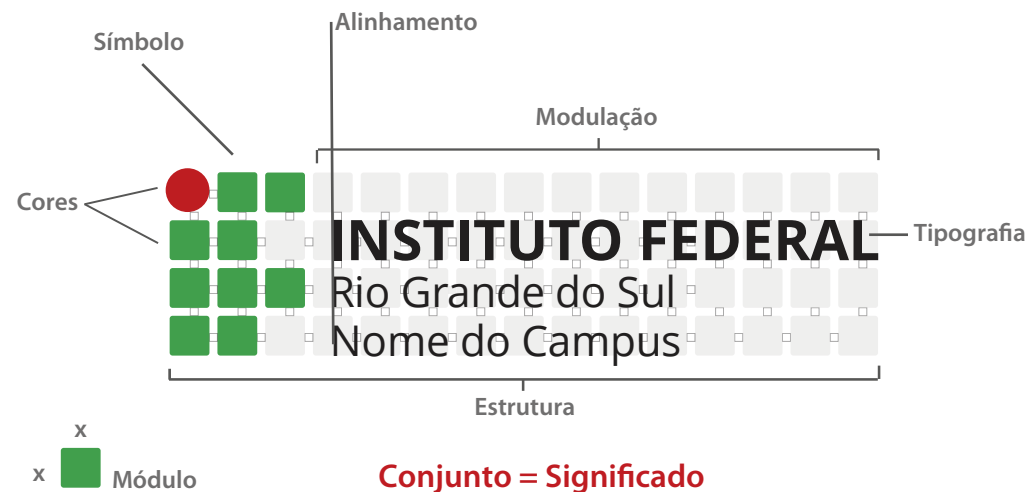 Alinhamento
Símbolo
Modulação
Cores
INSTITUTO FEDERAL
Tipografia
Rio Grande do Sul
Nome do Campus
Estrutura
x
x
Módulo
Conjunto = Significado